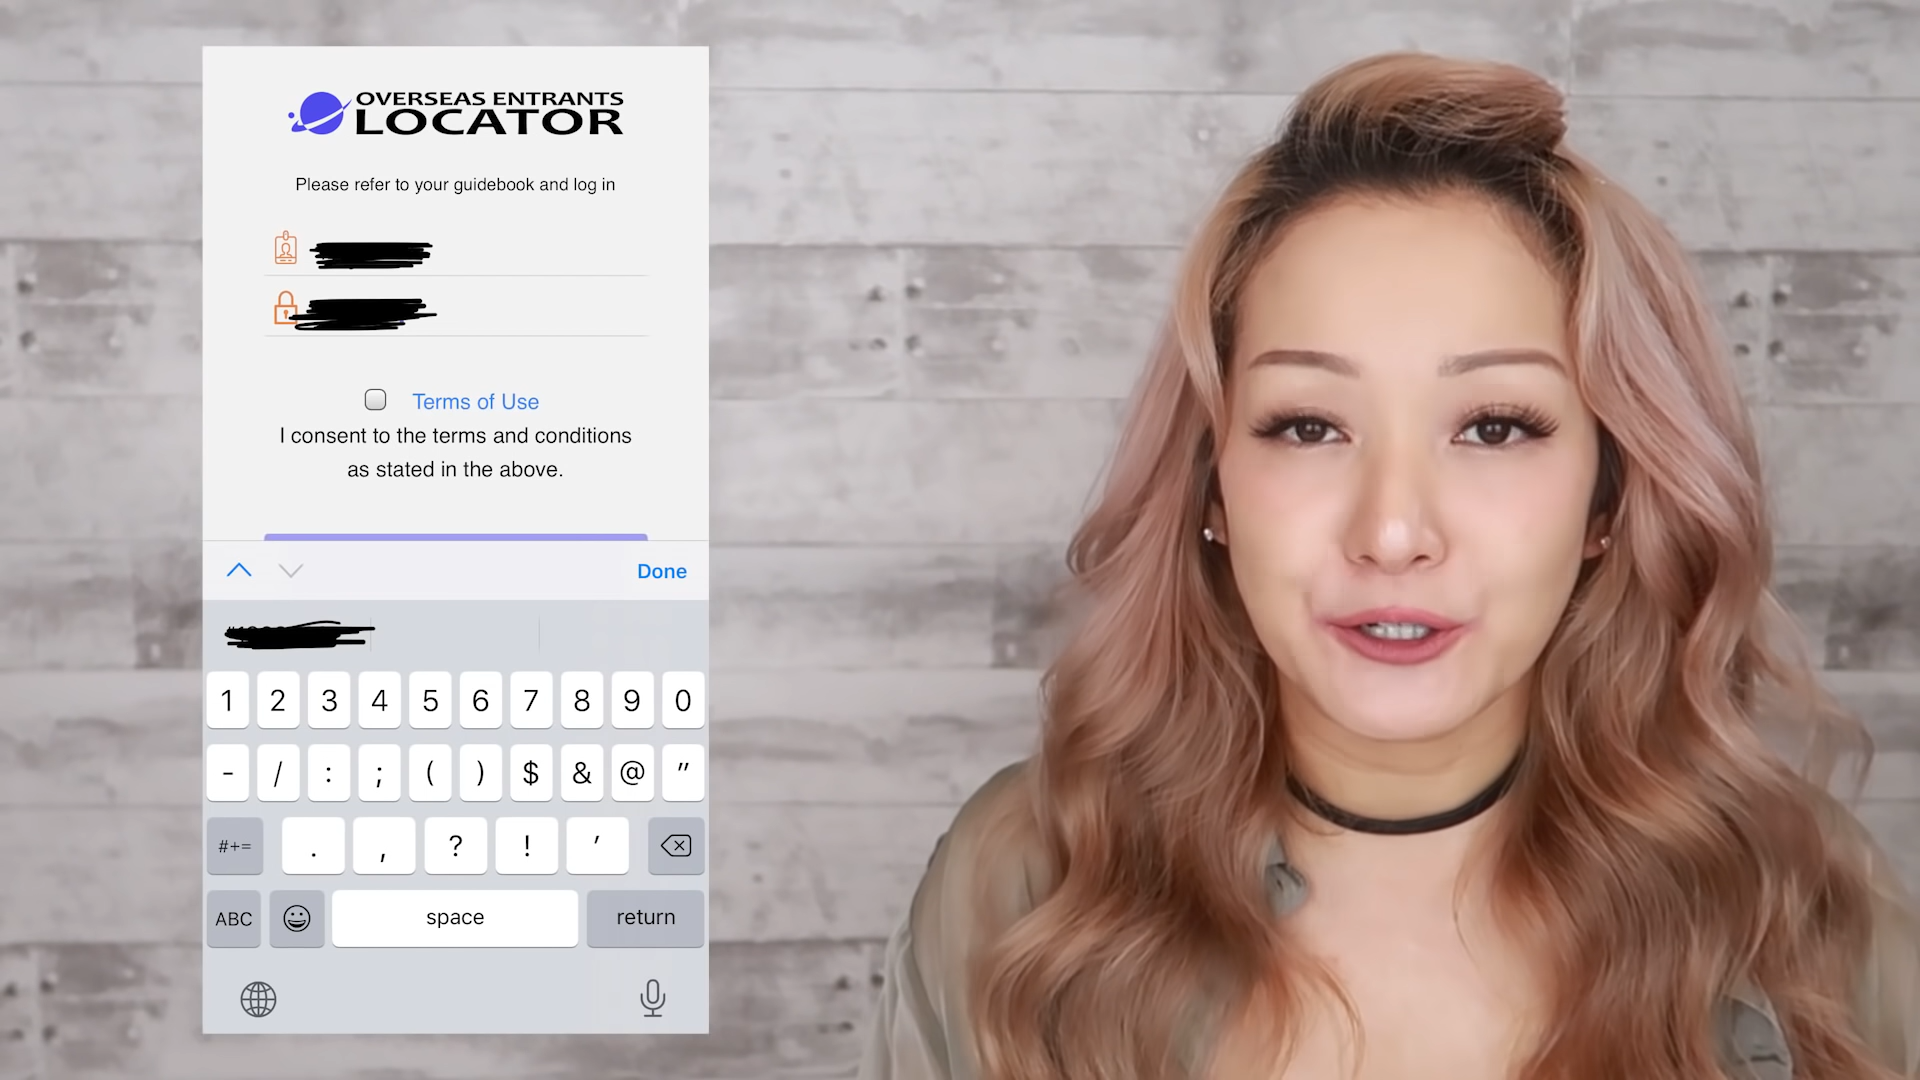 OVERSEAS ENTRANTS
LOCATOR
Please refer to your guidebook and log in
Terms of Use
I consent to the terms and conditions
as stated in the above.
Done
1 2 3 4 5 6 7 8 9 0
- / : ; ( ) $ & @ "
#+= . , ? ! ′
ABC space return